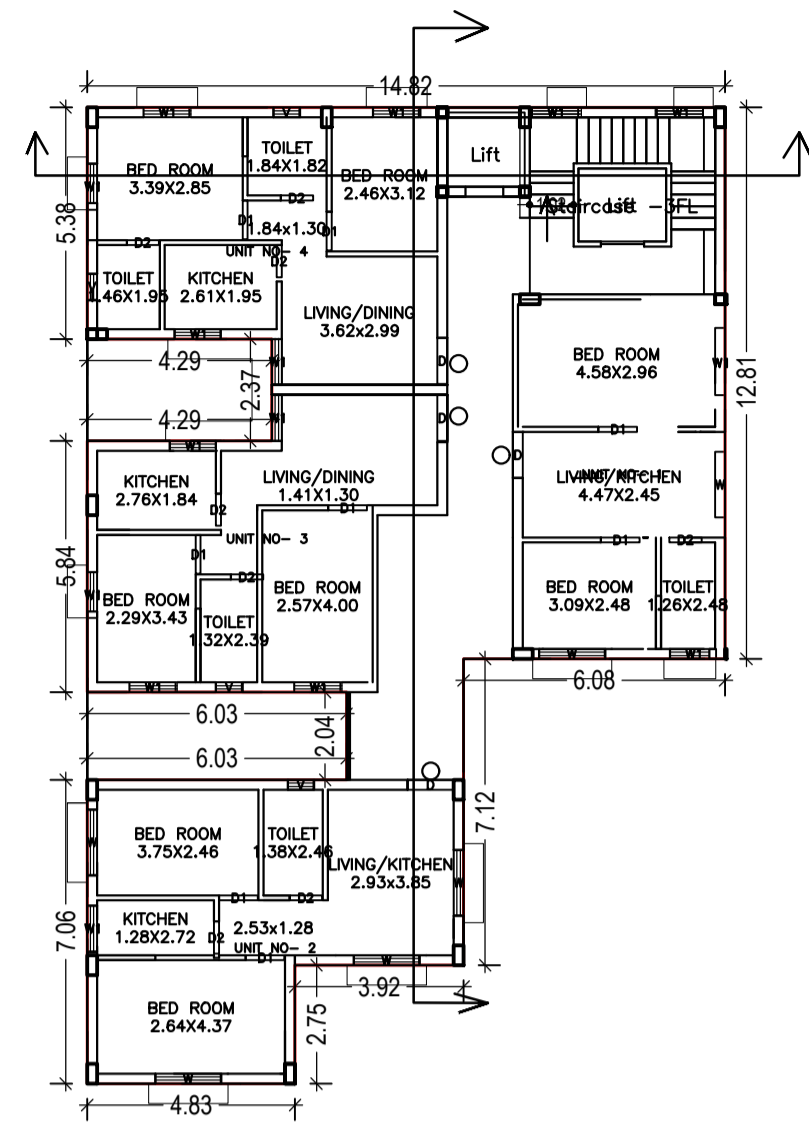 14.82
W1
V
W1
W1
W1
BED ROOM
3.39X2.85
TOILET
1.84X1.82
BED ROOM
2.46X3.12
Lift
Staircase -3FL
Lift
5.38
W1
D2
D1
1.84x1.30
D1
D2
UNIT NO- 4
D2
TOILET
1.46X1.95
KITCHEN
2.61X1.95
V
W1
LIVING/DINING
3.62x2.99
D
4.29
W1
2.37
4.29
W1
D
BED ROOM
4.58X2.96
W1
12.81
D1
D
LIVING/KITCHEN
4.47X2.45
UNIT NO- 1
W
W1
KITCHEN
2.76X1.84
D2
LIVING/DINING
1.41X1.30
D1
UNIT NO- 3
D1
D2
5.84
W1
BED ROOM
2.29X3.43
TOILET
1.32X2.39
BED ROOM
2.57X4.00
D1
D2
BED ROOM
3.09X2.48
TOILET
1.26X2.48
W
W1
6.08
W1
V
W1
6.03
2.04
6.03
D
V
7.12
BED ROOM
3.75X2.46
TOILET
1.38X2.46
LIVING/KITCHEN
2.93x3.85
W
W
D1
D2
7.06
W1
KITCHEN
1.28X2.72
D2
2.53x1.28
UNIT NO- 2
D1
W
3.92
BED ROOM
2.64X4.37
2.75
W
4.83